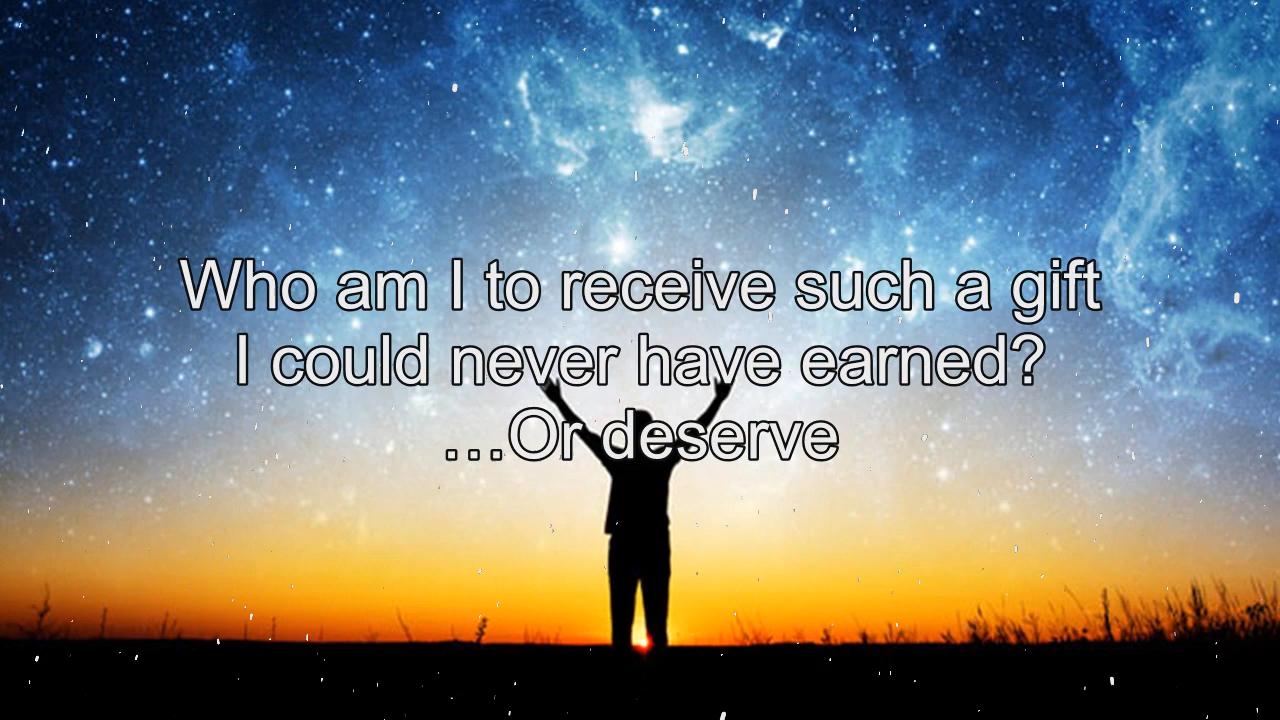 Who am I to receive such a gift
I could never have earned?
…Or deserve